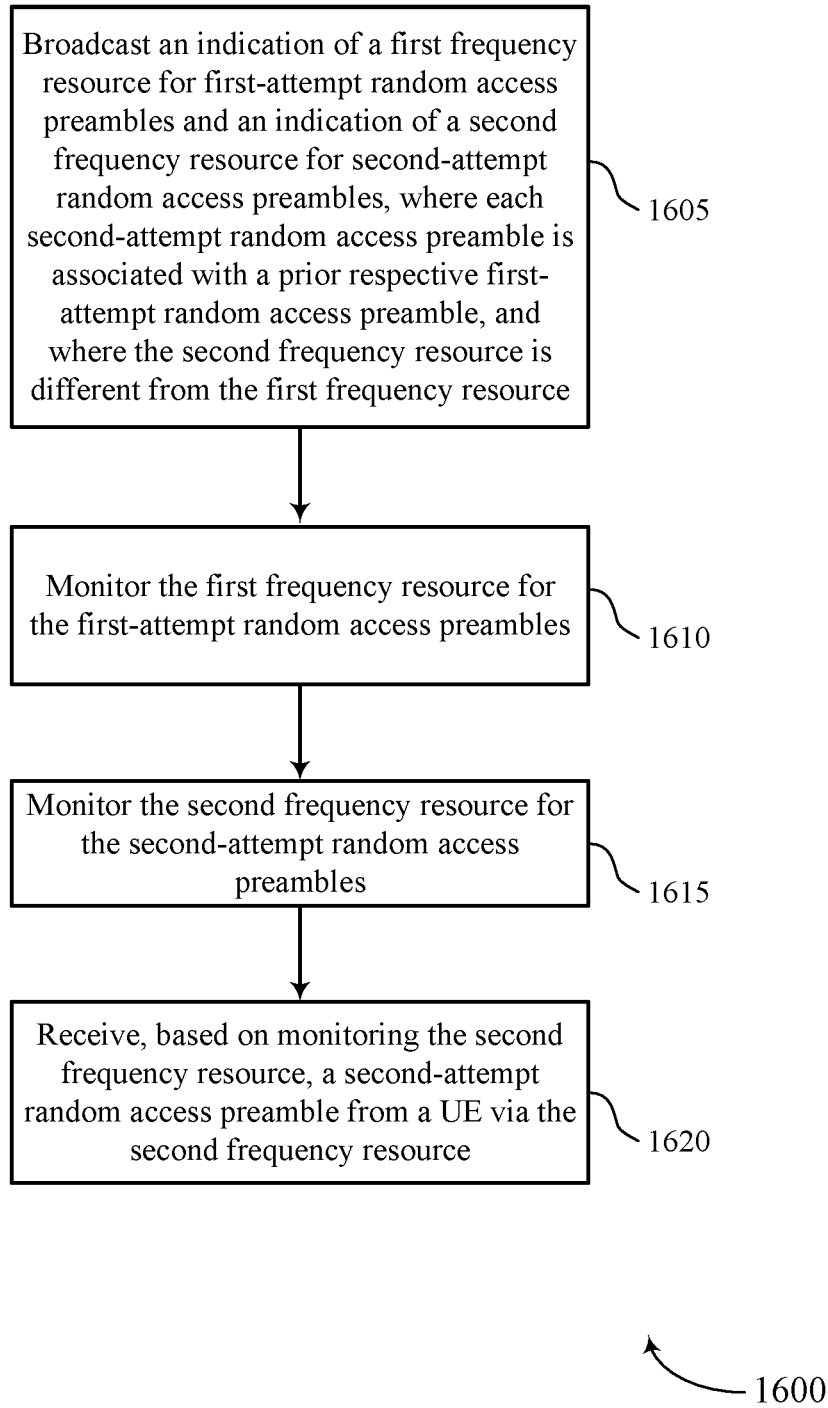 Broadcast an indication of a first frequency
resource for first-attempt random access
preambles and an indication of a second
frequency resource for second-attempt
random access preambles, where each
second-attempt random access preamble is
associated with a prior respective first-
attempt random access preamble, and
where the second frequency resource is
different from the first frequency resource
1605
Monitor the first frequency resource for
the first-attempt random access preambles
1610
Monitor the second frequency resource for
the second-attempt random access
preambles
1615
Receive, based on monitoring the second
frequency resource, a second-attempt
random access preamble from a UE via the
second frequency resource
1620
1600